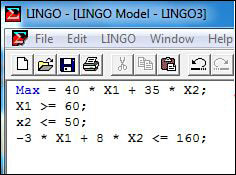 LINGO - [LINGO Model - LINGO3]
File Edit LINGO Window Help
Max = 40 * X1 + 35 * X2;
X1 >= 60;
x2 <= 50;
-3 * X1 + 8 * X2 <= 160;